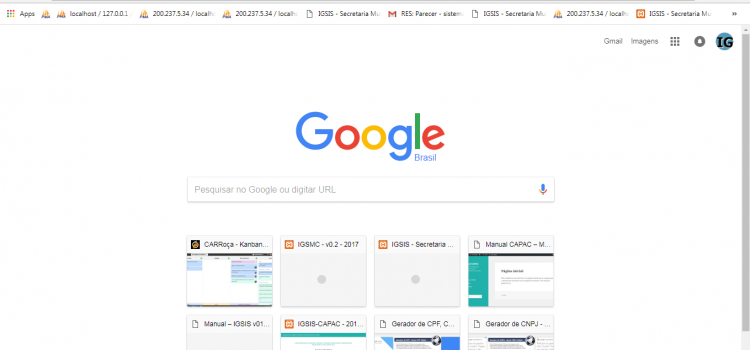 Apps localhost / 127.0.0.1 200.237.5.34 / localh 200.237.5.34 / localh IGSIS - Secretaria Mu RES: Parecer - sistem IGSIS - Secretaria Mu 200.237.5.34 / localh IGSIS - Secretaria Mu »
Gmail Imagens IG
Google
Brasil
Pesquisar no Google ou digitar URL
CARRoça - Kanban... IGSMC - v0.2 - 2017 IGSIS - Secretaria ... Manual CAPAC – M...
Página inicial
Manual – IGSIS v01... IGSIS-CAPAC - 201... Gerador de CPF, C... Gerador de CNPJ - ...